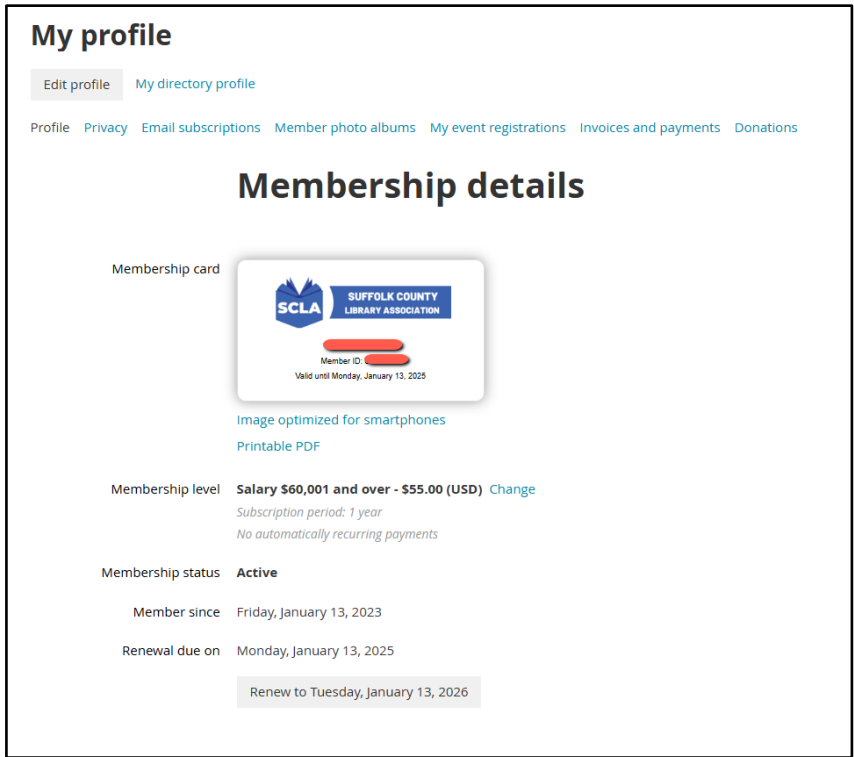 My profile
Edit profile My directory profile
Profile Privacy Email subscriptions Member photo albums My event registrations Invoices and payments Donations
Membership details
Membership card
SCLA
SUFFOLK COUNTY
LIBRARY ASSOCIATION
Member ID:
Valid until Monday, January 13, 2025
Image optimized for smartphones
Printable PDF
Membership level Salary $60,001 and over - $55.00 (USD) Change
Subscription period: 1 year
No automatically recurring payments
Membership status Active
Member since Friday, January 13, 2023
Renewal due on Monday, January 13, 2025
Renew to Tuesday, January 13, 2026